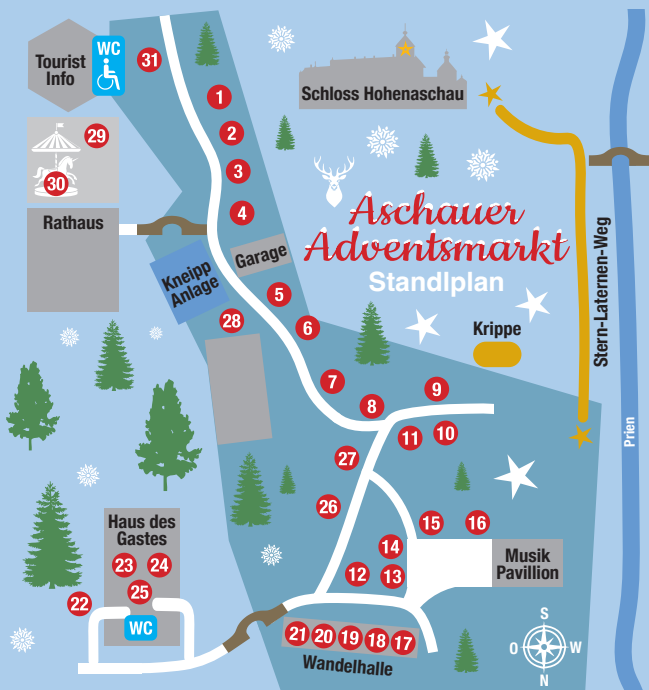 WC
Tourist
Info
31
1
2
3
4
29
30
Rathaus
Schloss Hohenaschau
Aschauer
Adventsmarkt
Standlplan
Stern-Laternen-Weg
Prien
Krippe
Garage
Kneipp
Anlage
28
5
6
7
8
9
10
11
27
26
15
16
14
12
13
Musik
Pavillion
Haus des
Gastes
23
24
25
22
WC
21
20
19
18
17
Wandelhalle
S
O
W
N